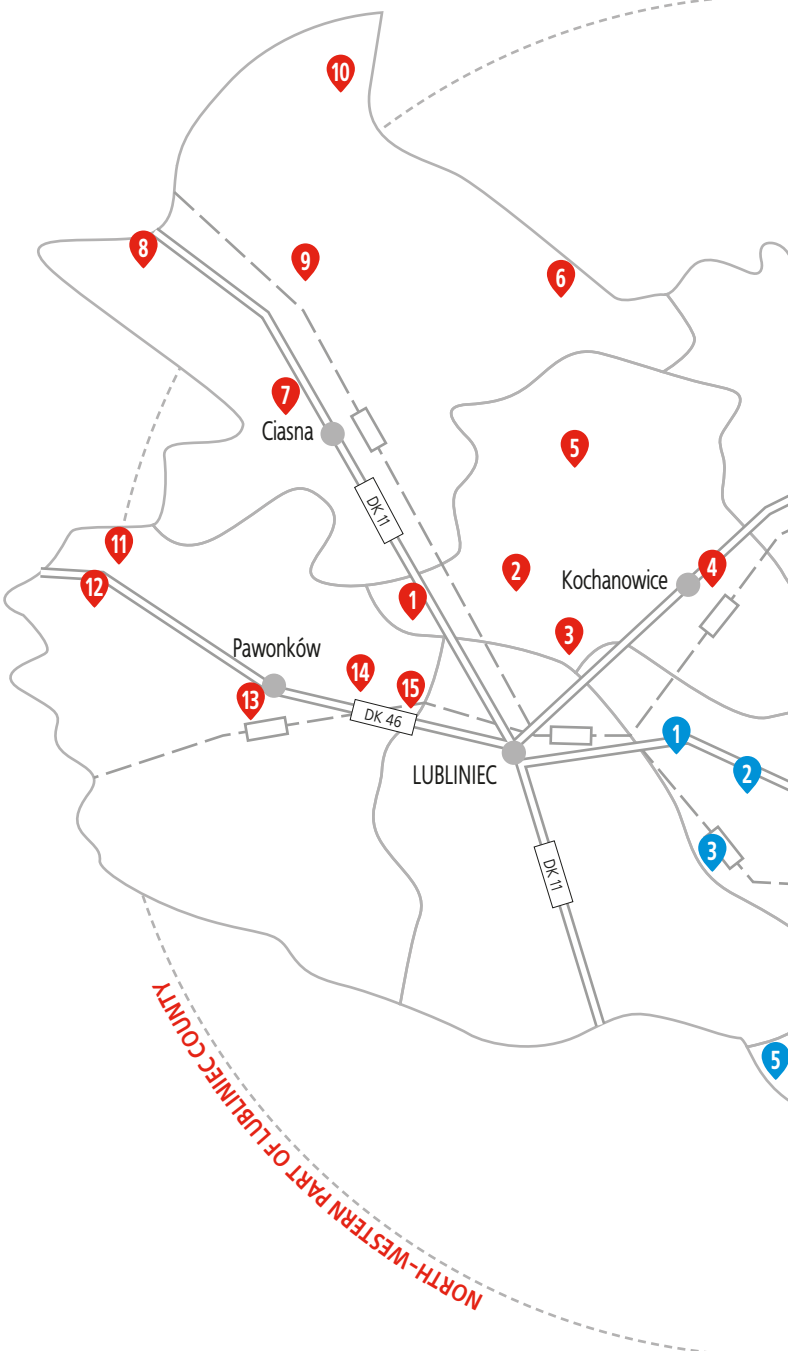 10
8
9
6
7
Ciasna
5
DK 11
11
2
4
12
Kochanowice
1
3
Pawonków
14
13
15
DK 46
1
LUBLINIEC
2
3
DK 11
5
NORTH-WESTERN PART OF LUBLINIEC COUNTY